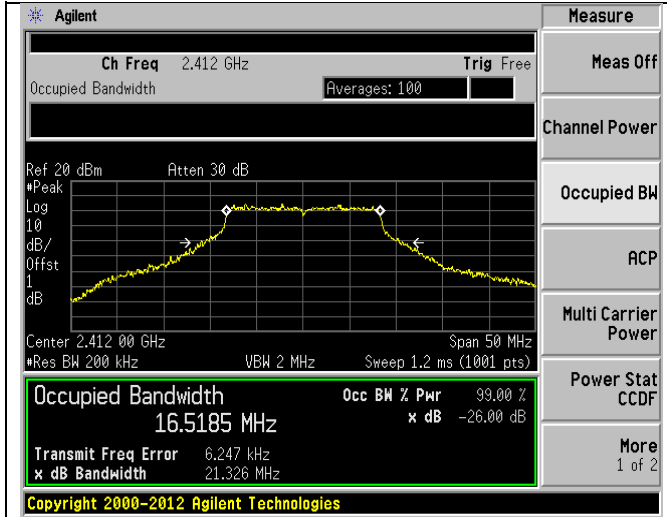 Agilent
Measure
Ch Freq 2.412 GHz Trig Free
Occupied Bandwidth Averages: 100
Ref 20 dBm Atten 30 dB
#Peak
Log
10
dB/
Offst
1
dB
Center 2.412 00 GHz Span 50 MHz
#Res BW 200 kHz VBW 2 MHz Sweep 1.2 ms (1001 pts)
Occupied Bandwidth Occ BW % Pwr 99.00 %
16.5185 MHz x dB -26.00 dB
Transmit Freq Error 6.247 kHz
x dB Bandwidth 21.326 MHz
Copyright 2000-2012 Agilent Technologies
Meas Off
Channel Power
Occupied BW
ACP
Multi Carrier
Power
Power Stat
CCDF
More
1 of 2